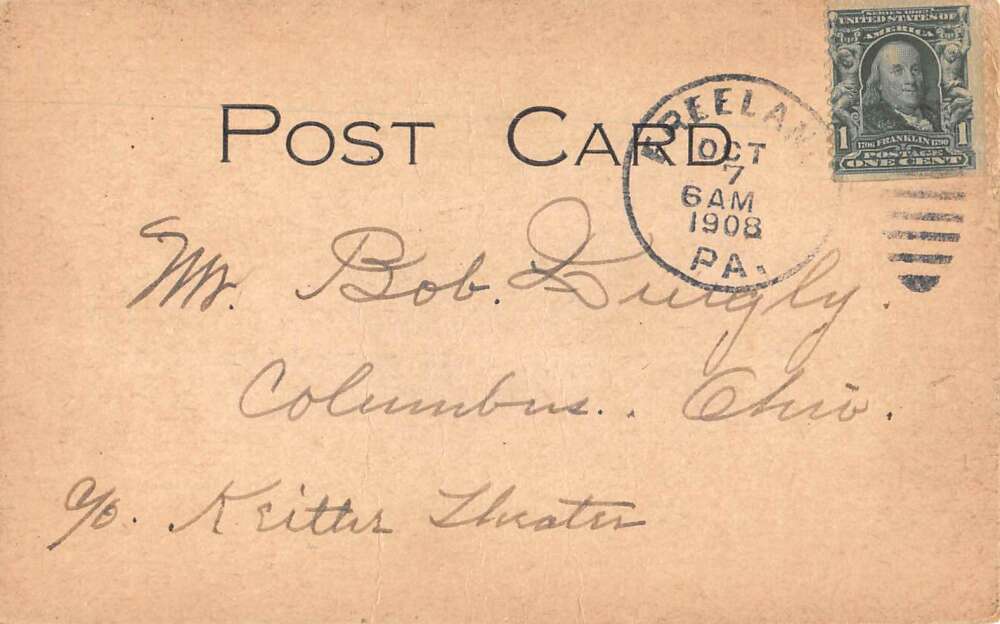 SERIES 1902
UNITED STATES OF
AMERICA
1 1706 FRANKLIN 1790 1
POSTAGE
ONE CENT
FREELAN
OCT
7
6 AM
1908
PA.
POST CARD
Mr. Bob.
Columbus.. Ohio.
c/o. Keitter Theater